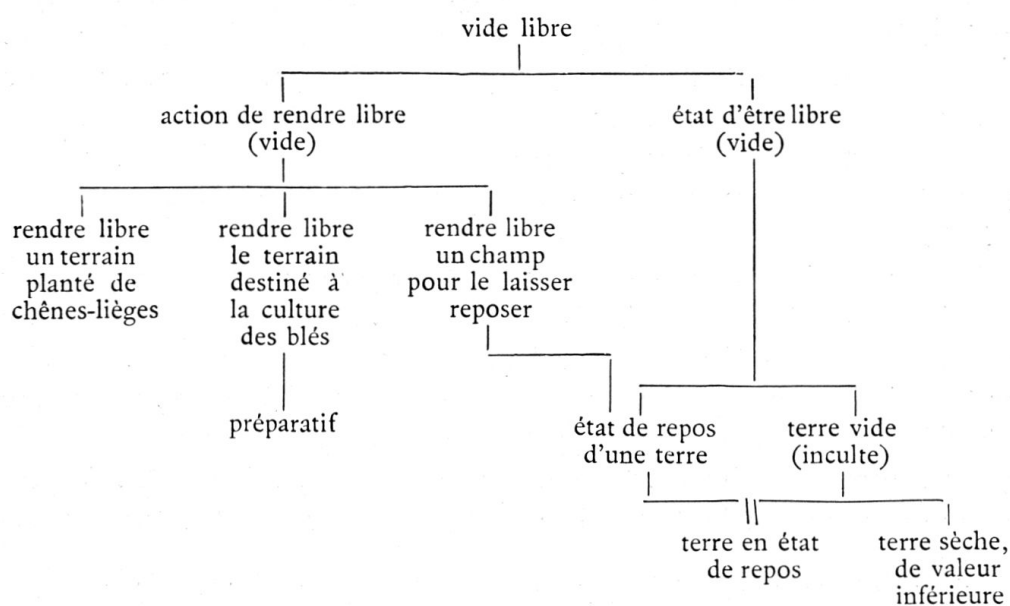 vide libre
action de rendre libre
(vide)
état d'être libre
(vide)
rendre libre
un terrain
planté de
chênes-lièges
rendre libre
le terrain
destiné à
la culture
des blés
rendre libre
un champ
pour le laisser
reposer
préparatif
état de repos
d'une terre
terre vide
(inculte)
terre en état
de repos
terre sèche,
de valeur
inférieure